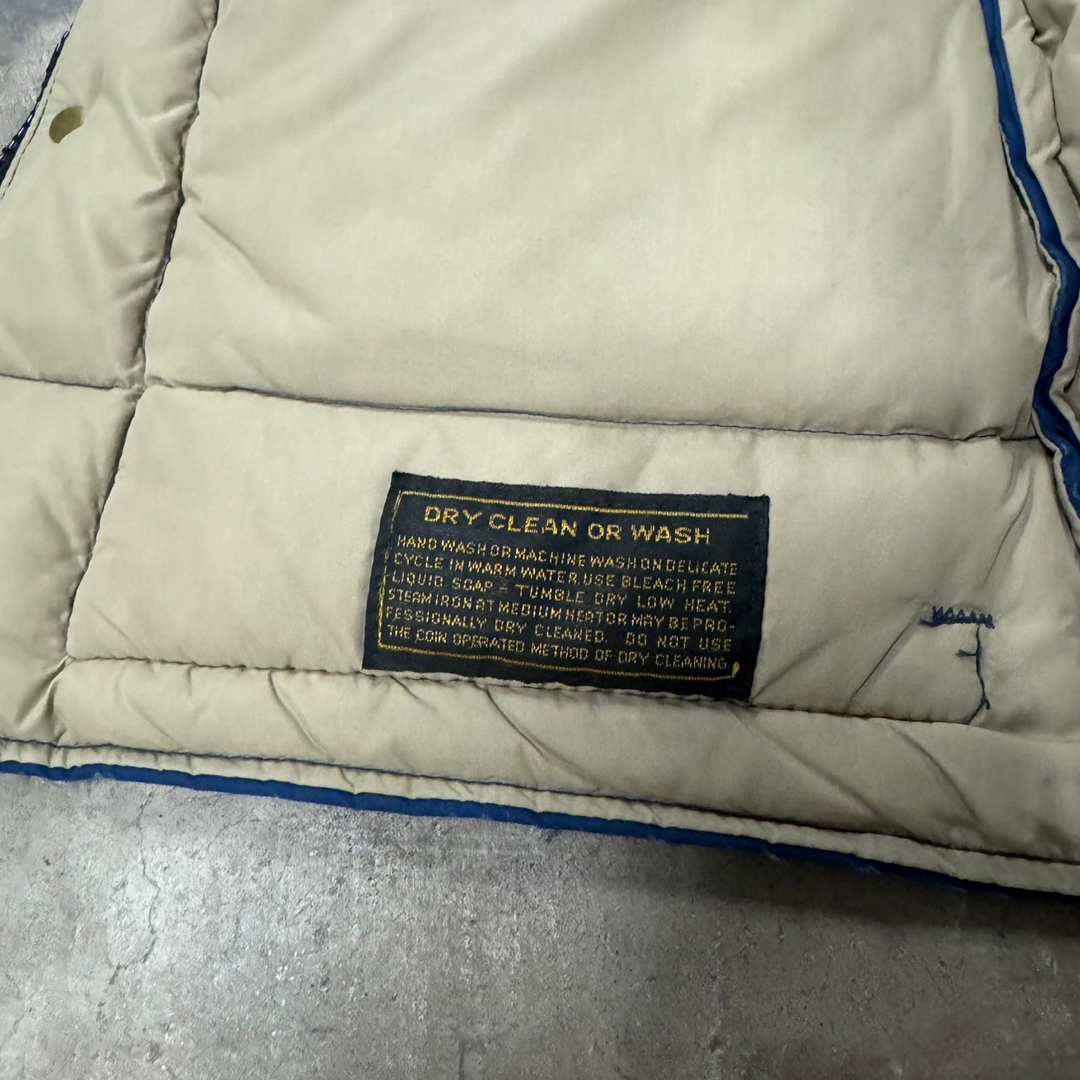 DRY CLEAN OR WASH
HAND WASH OR MACHINE WASH ON DELICATE
CYCLE IN WARM WATER, USE BLEACH FREE
LIQUID SOAP - TUMBLE DRY LOW HEAT.
STEAM IRON AT MEDIUM HEAT OR MAY BE PRO-
FESSIONALLY DRY CLEANED. DO NOT USE
THE COIN OPERATED METHOD OF DRY CLEANING.